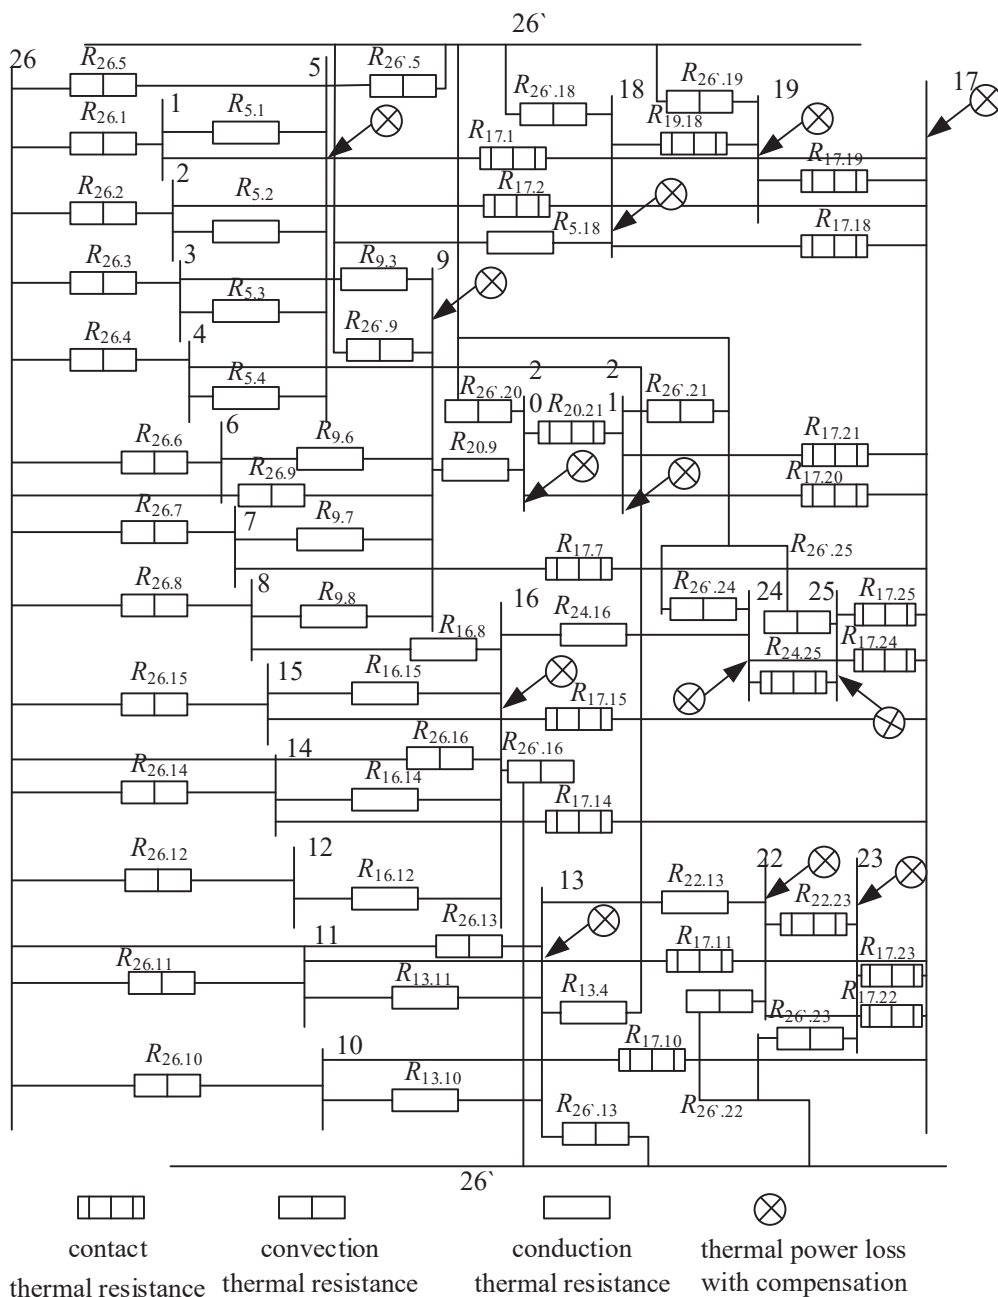 26`
26
R26.5
5
R26`.5
R26`.18
18
R26`.19
19
17
R26.1
1
R5.1
R17.1
R19.18
R17.19
R26.2
2
R5.2
R17.2
R5.18
R17.18
R26.3
3
R5.3
R9.3
9
R26.4
4
R5.4
R26`.9
R26`.20
2
0
R20.21
2
1
R26`.21
R26.6
6
R9.6
R26.9
R20.9
R17.21
R17.20
R26.7
7
R9.7
R17.7
R26`.25
R26.8
8
R9.8
R16.8
16
R24.16
R26`.24
24
25
R17.25
R17.24
R24.25
R26.15
15
R16.15
R17.15
R26.14
14
R26.16
R26`.16
R16.14
R17.14
R26.12
12
R16.12
13
R22.13
22
23
R22.23
R26.13
R26.11
11
R13.11
R13.4
R17.11
R17.23
R17.22
R26`.23
R26.10
10
R13.10
R17.10
R26`.13
R26`.22
26`
contact
thermal resistance
convection
thermal resistance
conduction
thermal resistance
thermal power loss
with compensation